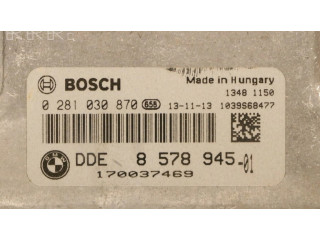 BOSCH
Made in Hungary
1348 1150
0 281 030 870 658 13-11-13 1039S68477
DDE 8 578 945-01
170037469